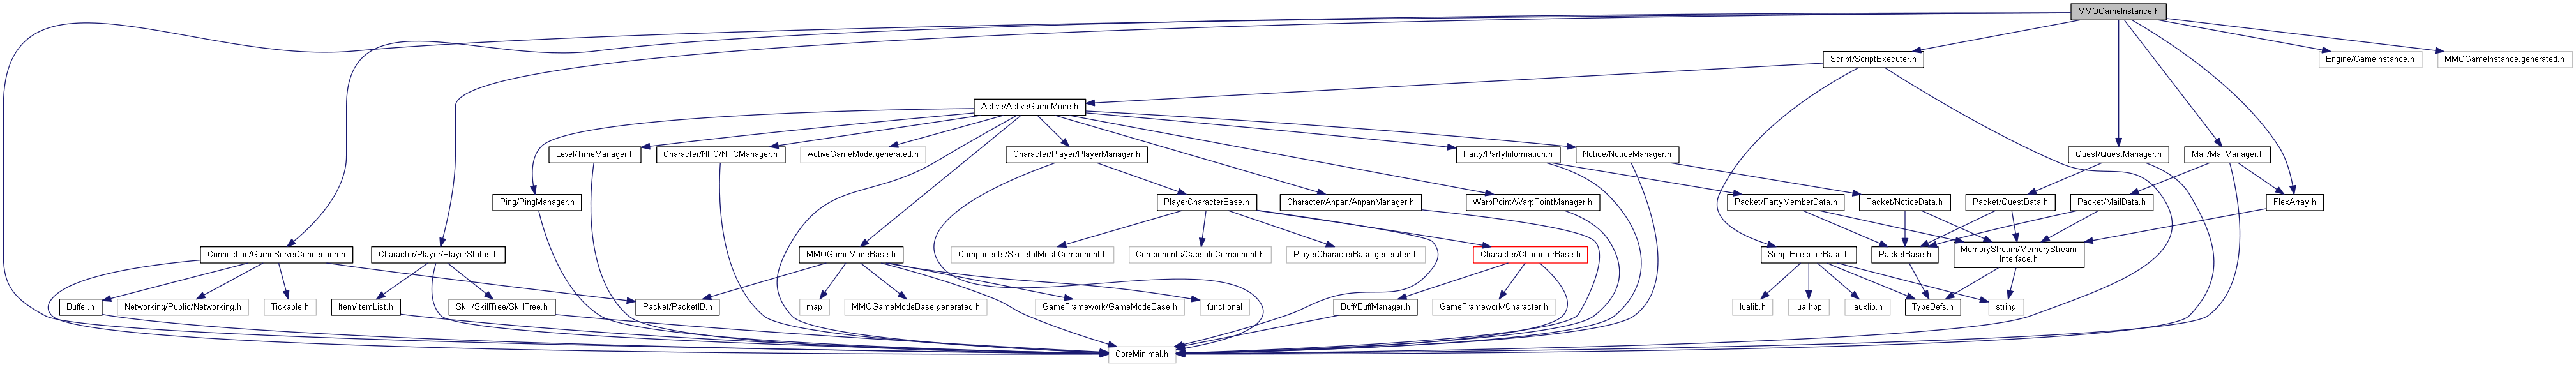 MMOGameInstance.h
Script/ScriptExecuter.h
Engine/GameInstance.h
MMOGameInstance.generated.h
Active/ActiveGameMode.h
Level/TimeManager.h
Character/NPC/NPCManager.h
ActiveGameMode.generated.h
Character/Player/PlayerManager.h
Party/PartyInformation.h
Notice/NoticeManager.h
Quest/QuestManager.h
Mail/MailManager.h
Ping/PingManager.h
PlayerCharacterBase.h
Character/Anpan/AnpanManager.h
WarpPoint/WarpPointManager.h
Packet/PartyMemberData.h
Packet/NoticeData.h
Packet/QuestData.h
Packet/MailData.h
FlexArray.h
Connection/GameServerConnection.h
Character/Player/PlayerStatus.h
MMOGameModeBase.h
Components/SkeletalMeshComponent.h
Components/CapsuleComponent.h
PlayerCharacterBase.generated.h
Character/CharacterBase.h
ScriptExecuterBase.h
PacketBase.h
MemoryStream/MemoryStream
Interface.h
Buffer.h
Networking/Public/Networking.h
Tickable.h
Item/ItemList.h
Skill/SkillTree/SkillTree.h
Packet/PacketID.h
map
MMOGameModeBase.generated.h
GameFramework/GameModeBase.h
functional
Buff/BuffManager.h
GameFramework/Character.h
lualib.h
lua.hpp
lauxlib.h
TypeDefs.h
string
CoreMinimal.h